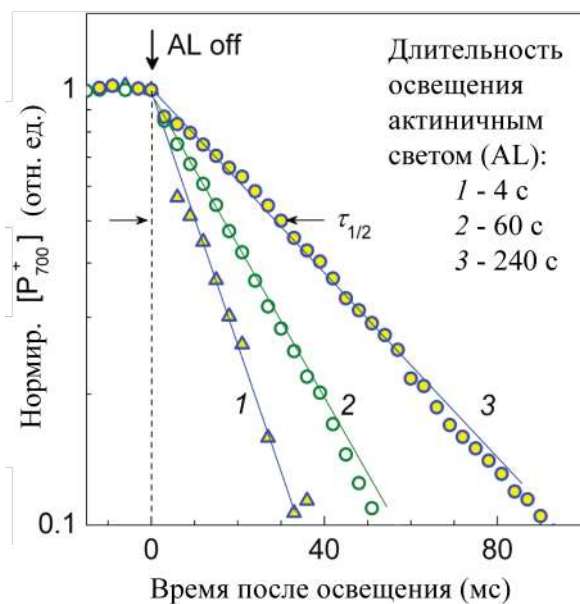 AL off
Длительность
освещения
актиничным
светом (AL):
1 - 4 с
2 - 60 с
3 - 240 с
τ1/2
1
2
3
Нормир. [P⁺₇₀₀] (отн. ед.)
1
0.1
0
40
80
Время после освещения (мс)